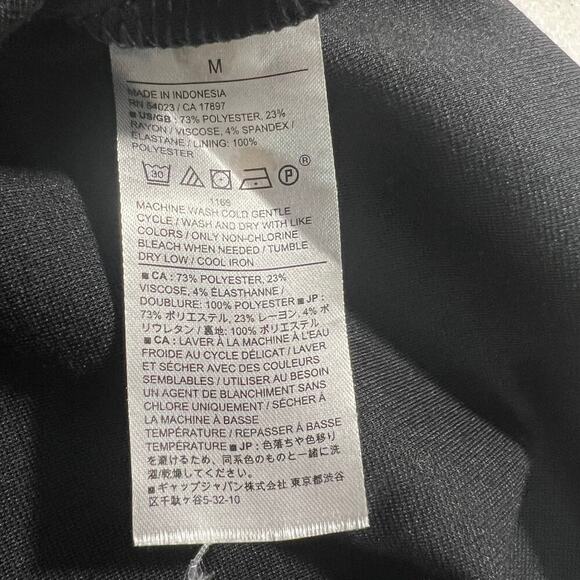 M
MADE IN INDONESIA
RN 54023 / CA 17897
■ US/GB : 73% POLYESTER, 23%
RAYON / VISCOSE, 4% SPANDEX /
ELASTANE / LINING: 100%
POLYESTER
30 P ®
1169
MACHINE WASH COLD GENTLE
CYCLE / WASH AND DRY WITH LIKE
COLORS / ONLY NON-CHLORINE
BLEACH WHEN NEEDED / TUMBLE
DRY LOW / COOL IRON
■ CA : 73% POLYESTER, 23%
VISCOSE, 4% ÉLASTHANNE /
DOUBLURE: 100% POLYESTER ■ JP :
73% ポリエステル, 23% レーヨン, 4% ポ
リウレタン / 裏地: 100% ポリエステル
■ CA : LAVER À LA MACHINE À L'EAU
FROIDE AU CYCLE DÉLICAT / LAVER
ET SÉCHER AVEC DES COULEURS
SEMBLABLES / UTILISER AU BESOIN
UN AGENT DE BLANCHIMENT SANS
CHLORE UNIQUEMENT / SÉCHER À
LA MACHINE À BASSE
TEMPÉRATURE / REPASSER À BASSE
TEMPÉRATURE ■ JP : 色落ちや色移り
を避けるため、同系色のものと一緒に洗
濯/乾燥してください。
■ ギャップジャパン株式会社 東京都渋谷
区千駄ヶ谷5-32-10